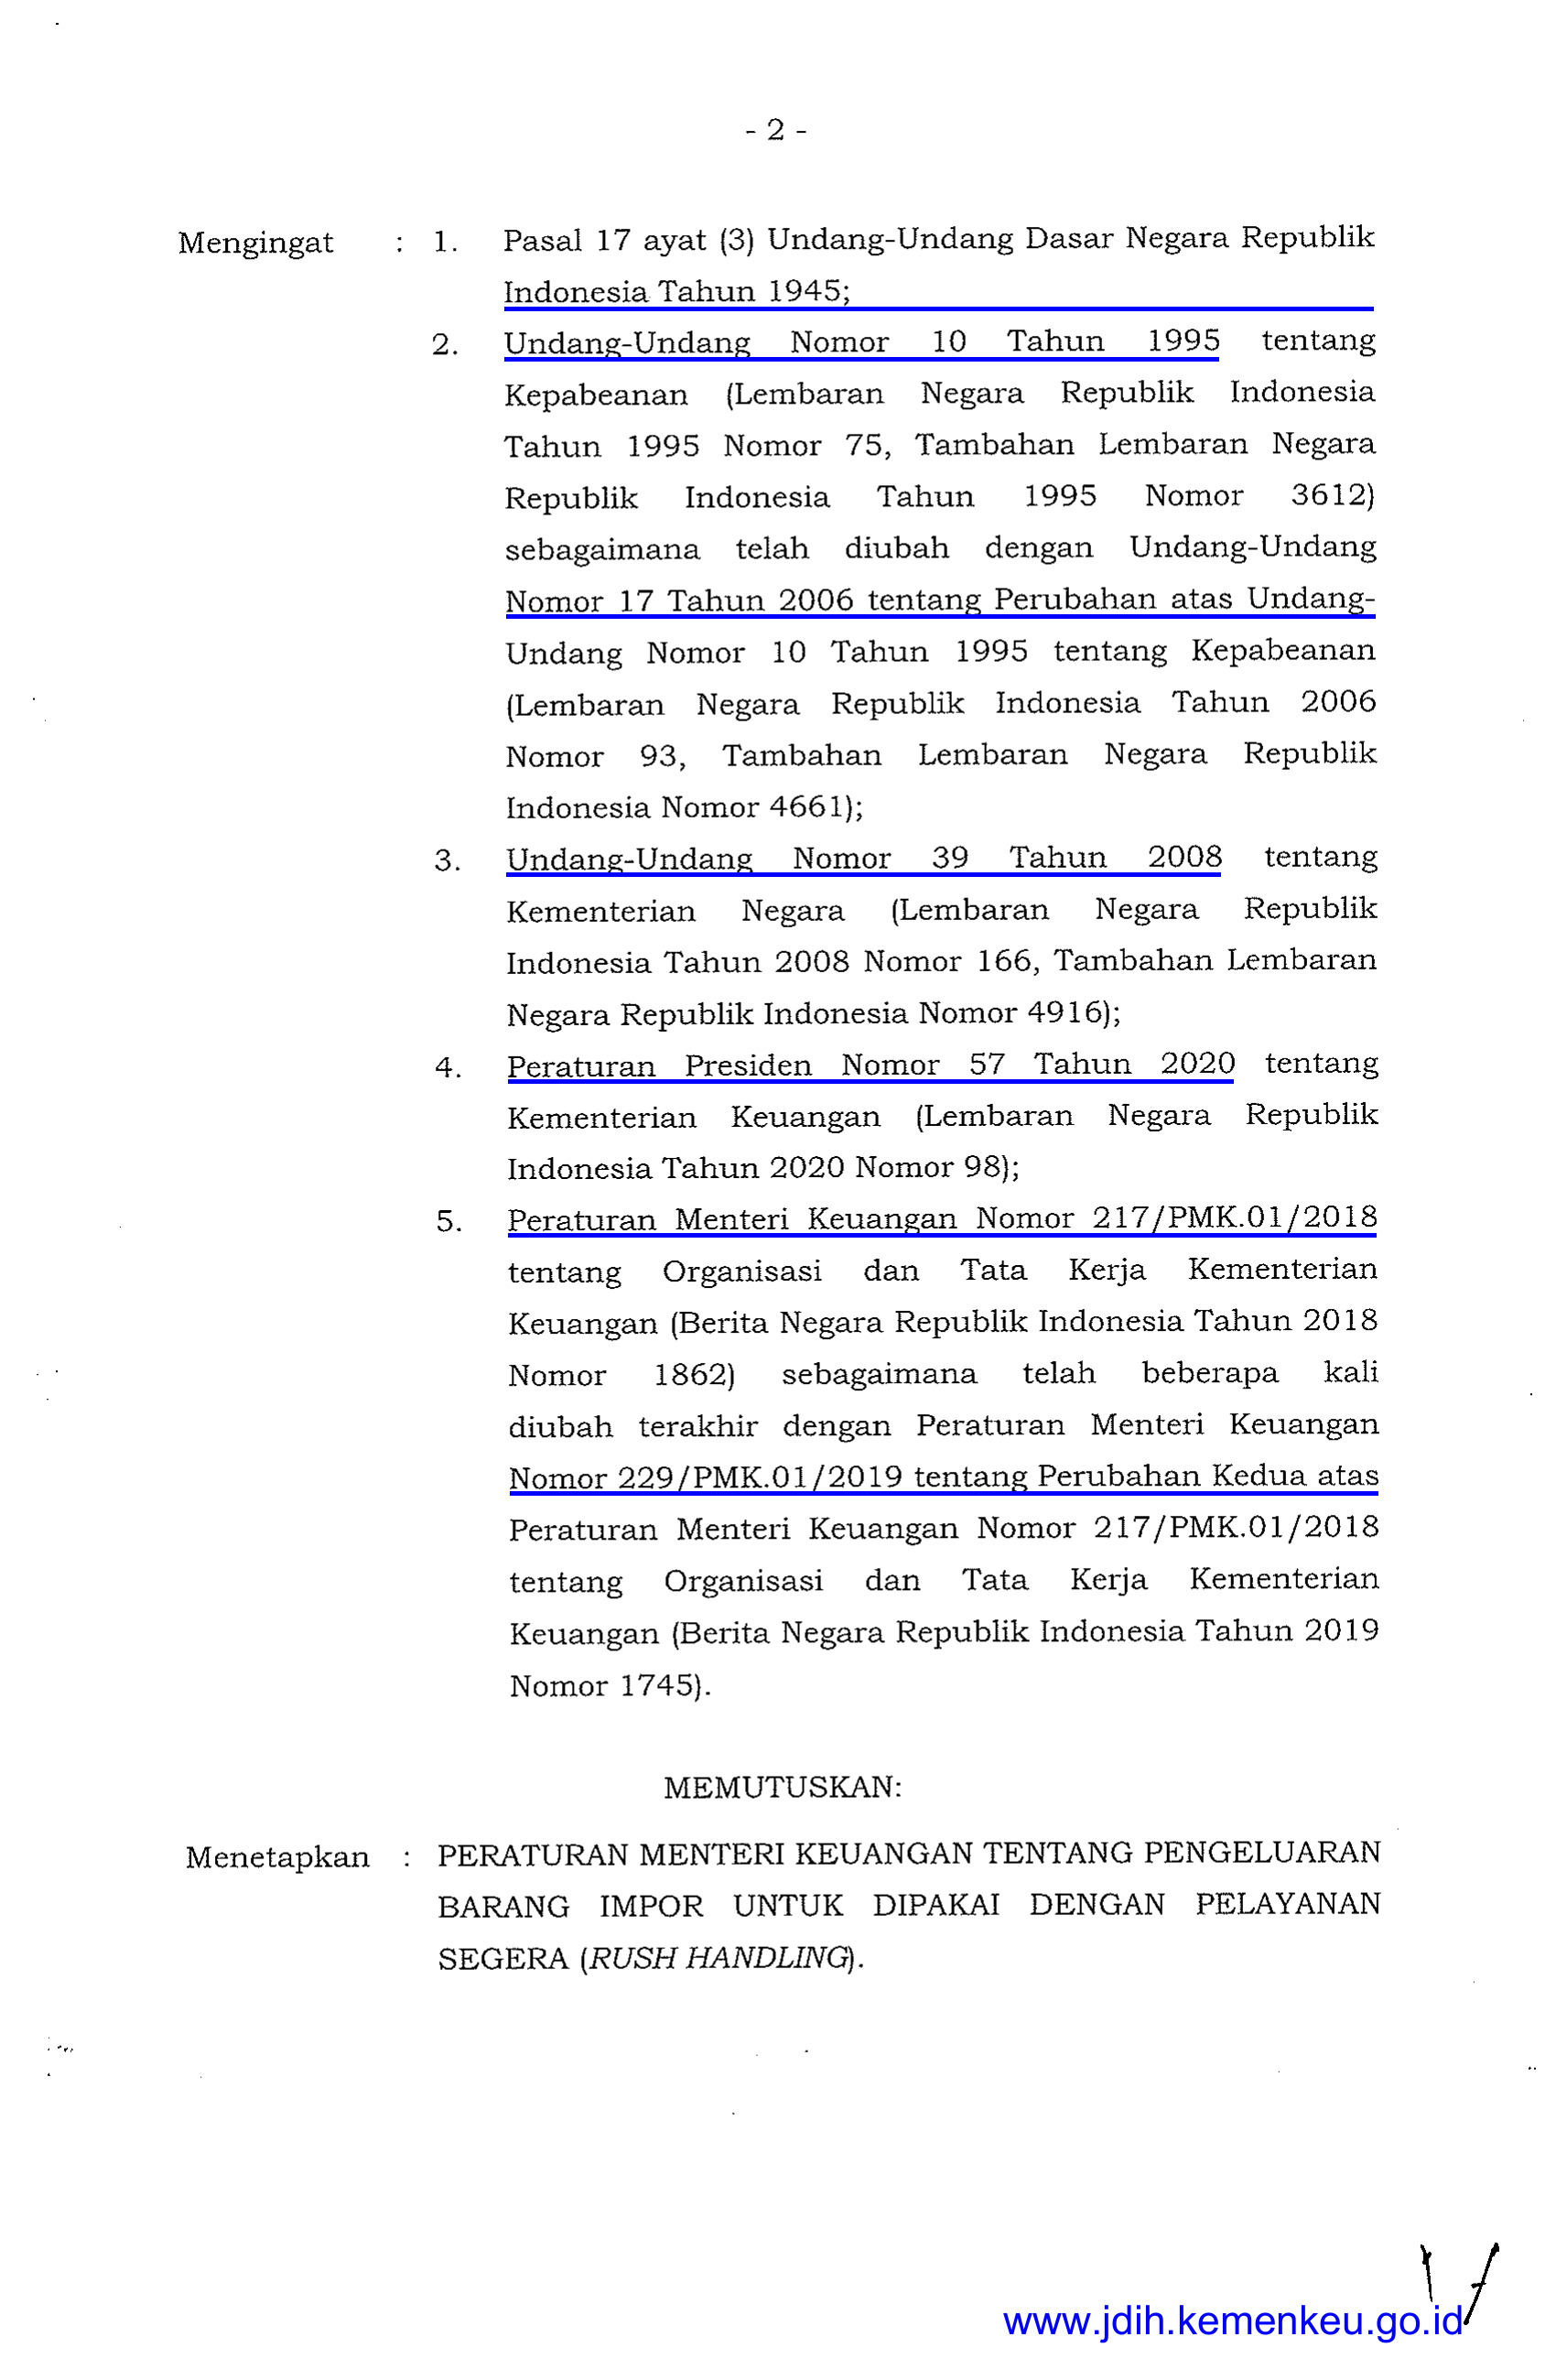 - 2 -
Mengingat : 1. Pasal 17 ayat (3) Undang-Undang Dasar Negara Republik
Indonesia Tahun 1945;
2. Undang-Undang Nomor 10 Tahun 1995 tentang
Kepabeanan (Lembaran Negara Republik Indonesia
Tahun 1995 Nomor 75, Tambahan Lembaran Negara
Republik Indonesia Tahun 1995 Nomor 3612)
sebagaimana telah diubah dengan Undang-Undang
Nomor 17 Tahun 2006 tentang Perubahan atas Undang-
Undang Nomor 10 Tahun 1995 tentang Kepabeanan
(Lembaran Negara Republik Indonesia Tahun 2006
Nomor 93, Tambahan Lembaran Negara Republik
Indonesia Nomor 4661);
3. Undang-Undang Nomor 39 Tahun 2008 tentang
Kementerian Negara (Lembaran Negara Republik
Indonesia Tahun 2008 Nomor 166, Tambahan Lembaran
Negara Republik Indonesia Nomor 4916);
4. Peraturan Presiden Nomor 57 Tahun 2020 tentang
Kementerian Keuangan (Lembaran Negara Republik
Indonesia Tahun 2020 Nomor 98);
5. Peraturan Menteri Keuangan Nomor 217/PMK.01/2018
tentang Organisasi dan Tata Kerja Kementerian
Keuangan (Berita Negara Republik Indonesia Tahun 2018
Nomor 1862) sebagaimana telah beberapa kali
diubah terakhir dengan Peraturan Menteri Keuangan
Nomor 229/PMK.01/2019 tentang Perubahan Kedua atas
Peraturan Menteri Keuangan Nomor 217/PMK.01/2018
tentang Organisasi dan Tata Kerja Kementerian
Keuangan (Berita Negara Republik Indonesia Tahun 2019
Nomor 1745).
MEMUTUSKAN:
Menetapkan : PERATURAN MENTERI KEUANGAN TENTANG PENGELUARAN
BARANG IMPOR UNTUK DIPAKAI DENGAN PELAYANAN
SEGERA (RUSH HANDLING).
www.jdih.kemenkeu.go.id